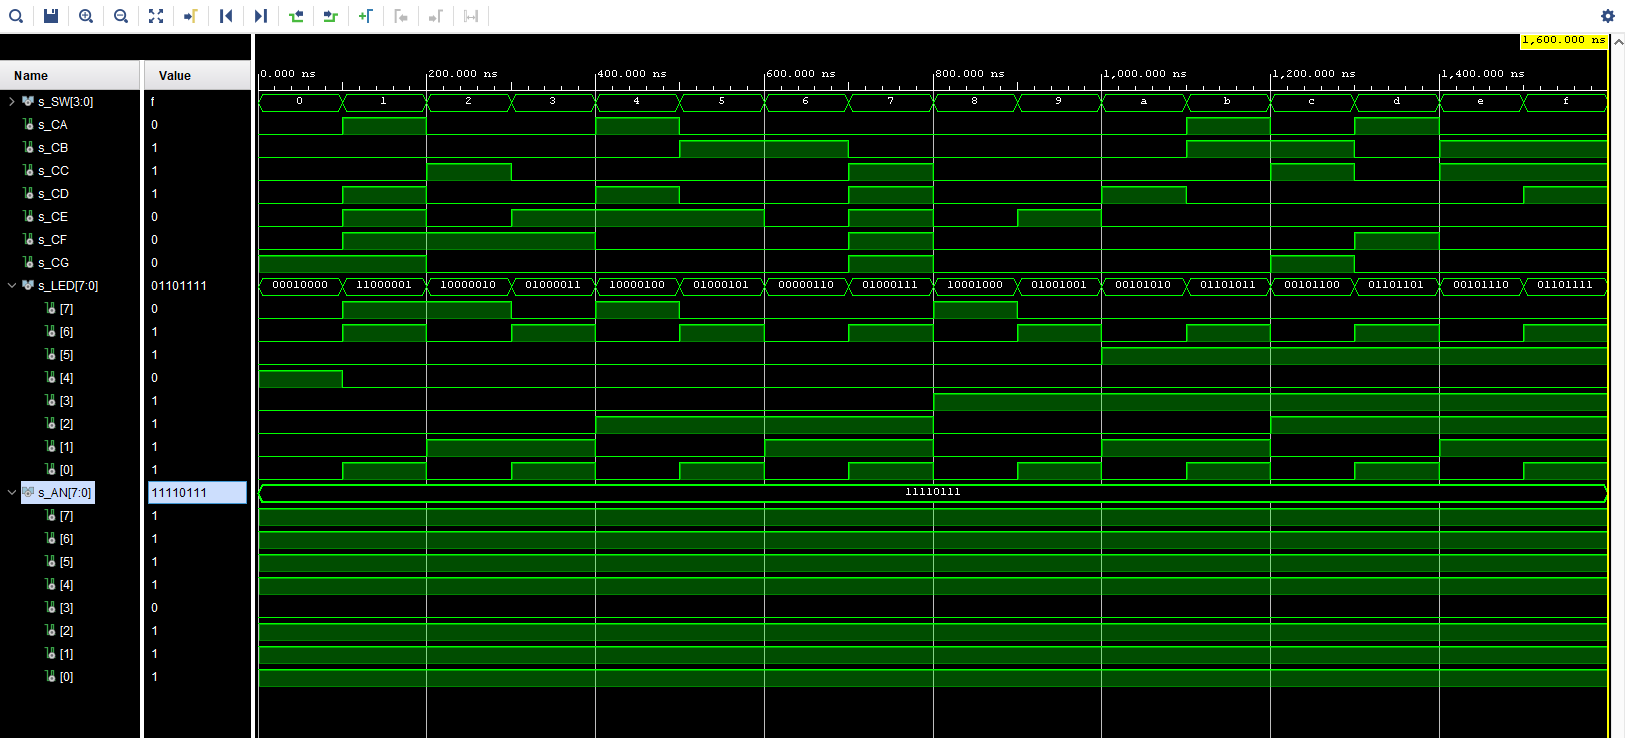 1,600.000 ns
Name Value 0.000 ns 200.000 ns 400.000 ns 600.000 ns 800.000 ns 1,000.000 ns 1,200.000 ns 1,400.000 ns
s_SW[3:0] f 0 1 2 3 4 5 6 7 8 9 a b c d e f
s_CA 0
s_CB 1
s_CC 1
s_CD 1
s_CE 0
s_CF 0
s_CG 0
s_LED[7:0] 01101111 00010000 11000001 10000010 01000011 10000100 01000101 00000110 01000111 10001000 01001001 00101010 01101011 00101100 01101101 00101110 01101111
[7] 0
[6] 1
[5] 1
[4] 0
[3] 1
[2] 1
[1] 1
[0] 1
s_AN[7:0] 11110111 11110111
[7] 1
[6] 1
[5] 1
[4] 1
[3] 0
[2] 1
[1] 1
[0] 1